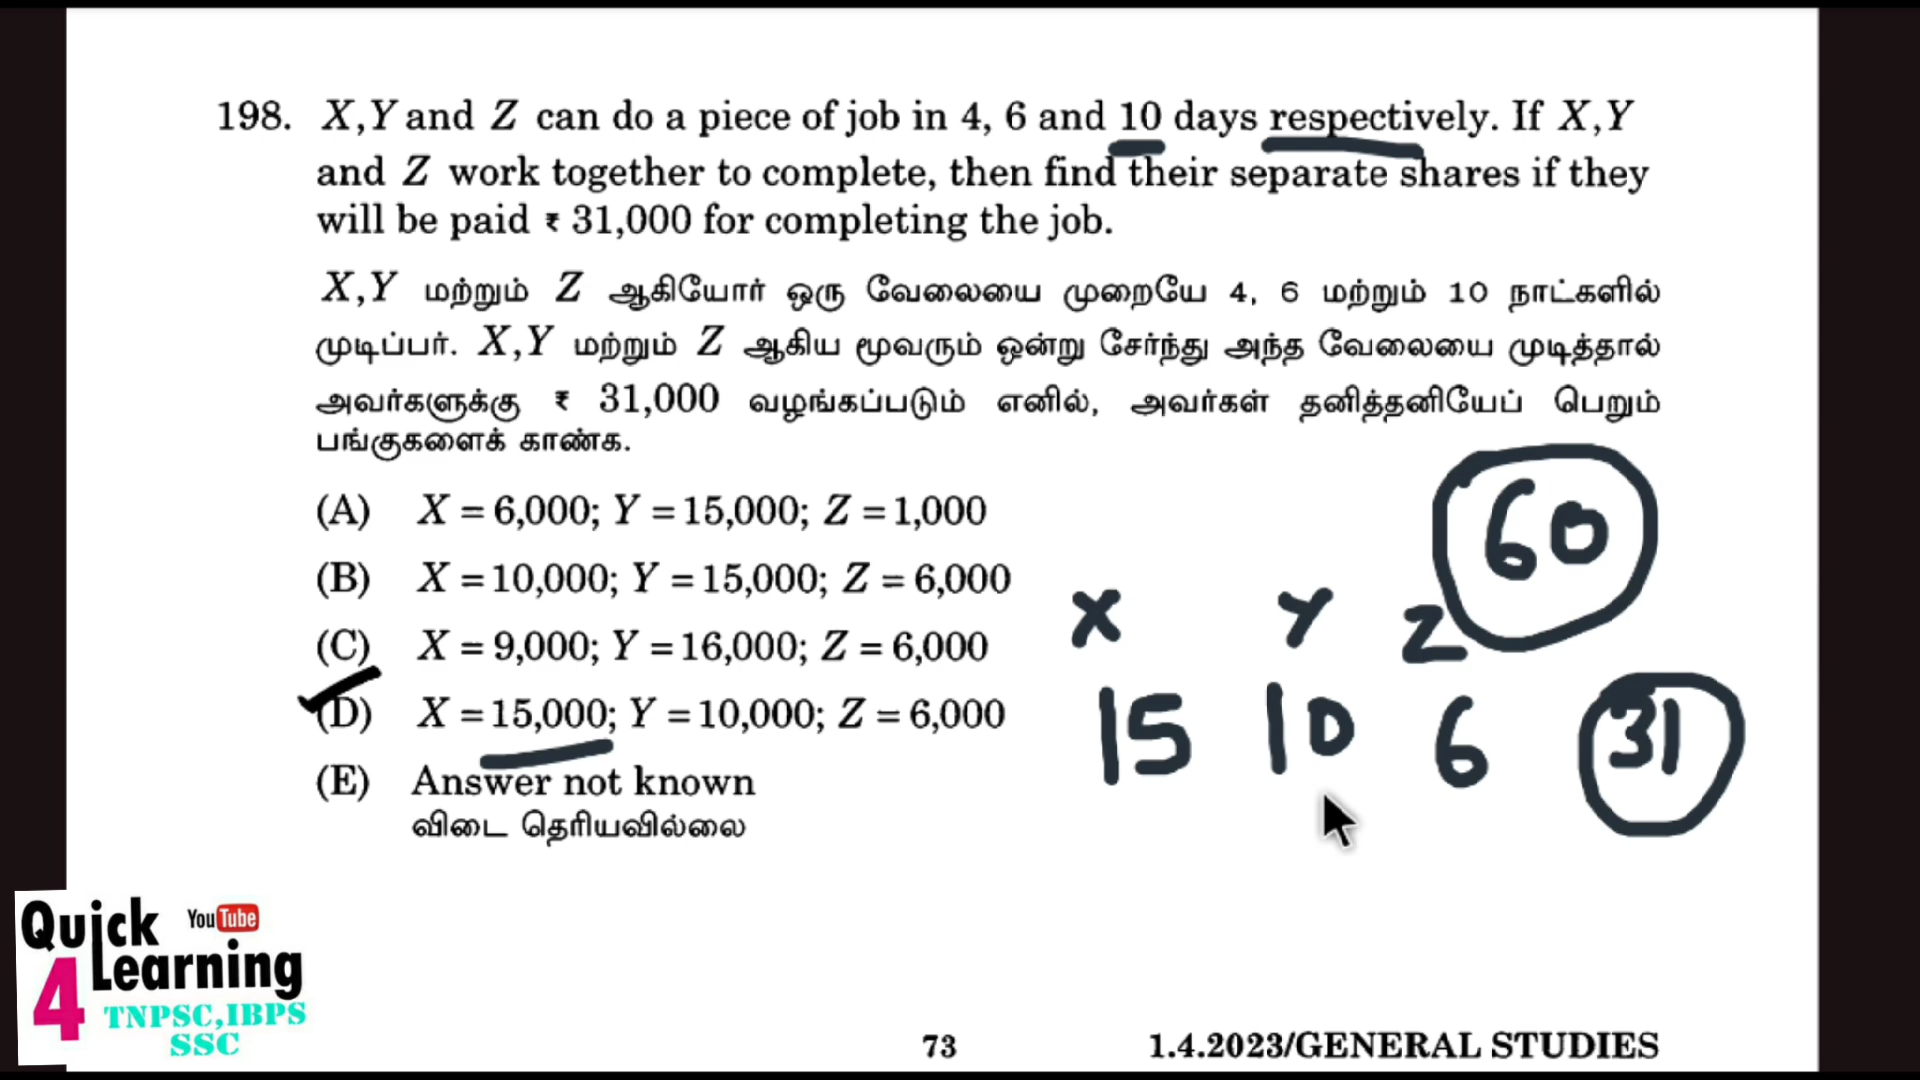 198. X, Y and Z can do a piece of job in 4, 6 and 10 days respectively. If X, Y
and Z work together to complete, then find their separate shares if they
will be paid ₹ 31,000 for completing the job.
X, Y மற்றும் Z ஆகியோர் ஒரு வேலையை முறையே 4, 6 மற்றும் 10 நாட்களில்
முடிப்பர். X, Y மற்றும் Z ஆகிய மூவரும் ஒன்று சேர்ந்து அந்த வேலையை முடித்தால்
அவர்களுக்கு ₹ 31,000 வழங்கப்படும் எனில், அவர்கள் தனித்தனியேப் பெறும்
பங்குகளைக் காண்க.
(A) X = 6,000; Y = 15,000; Z = 1,000
(B) X = 10,000; Y = 15,000; Z = 6,000
(C) X = 9,000; Y = 16,000; Z = 6,000
(D) X = 15,000; Y = 10,000; Z = 6,000
(E) Answer not known
விடை தெரியவில்லை
60
X Y Z
15 10 6 31
Quick YouTube
4 Learning
TNPSC,IBPS
SSC
73 1.4.2023/GENERAL STUDIES